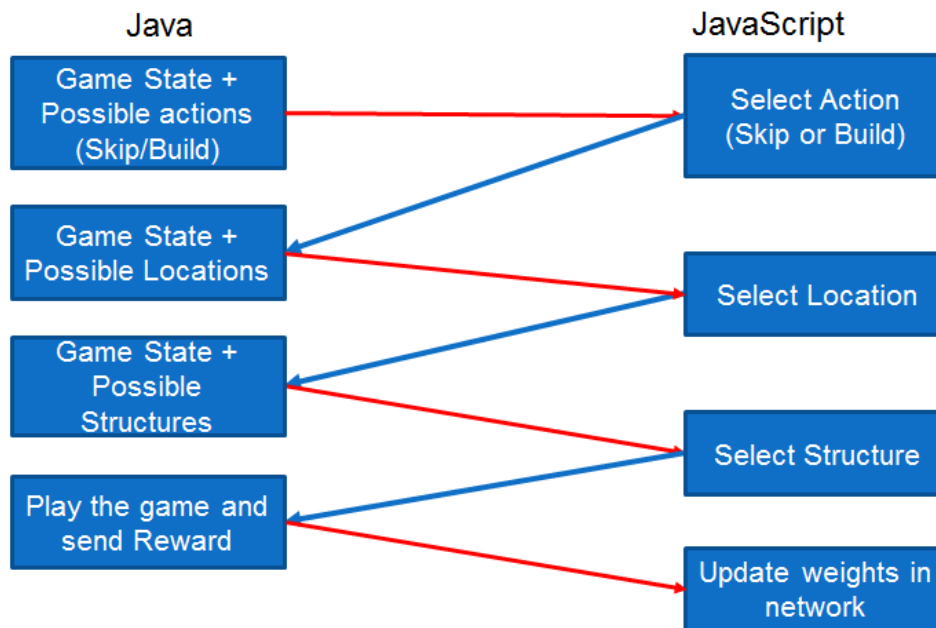 Java
JavaScript
Game State +
Possible actions
(Skip/Build)
Select Action
(Skip or Build)
Game State +
Possible Locations
Select Location
Game State +
Possible
Structures
Select Structure
Play the game and
send Reward
Update weights in
network